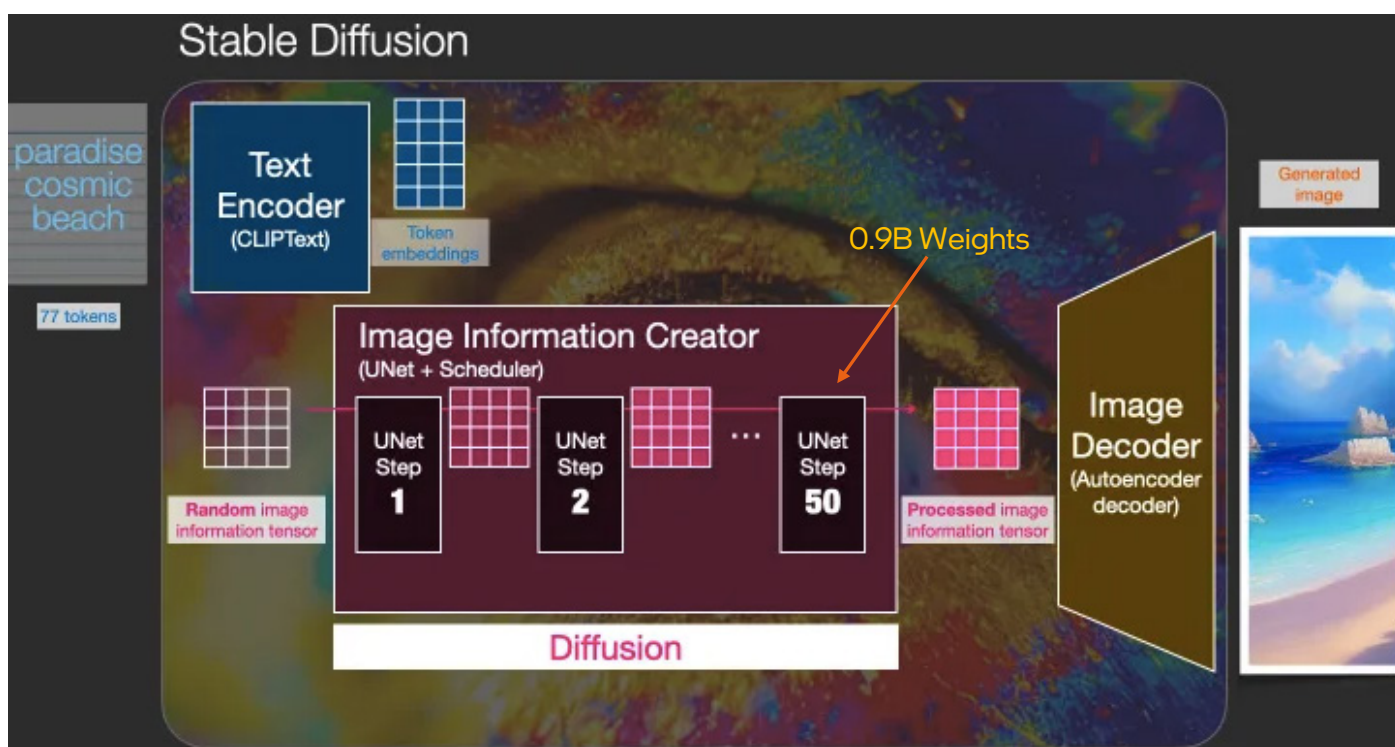 Stable Diffusion
paradise
cosmic
beach
77 tokens
Text
Encoder
(CLIPText)
Token
embeddings
0.9B Weights
Generated
image
Image Information Creator
(UNet + Scheduler)
Random image
information tensor
UNet
Step
1
UNet
Step
2
...
UNet
Step
50
Processed image
information tensor
Image
Decoder
(Autoencoder
decoder)
Diffusion